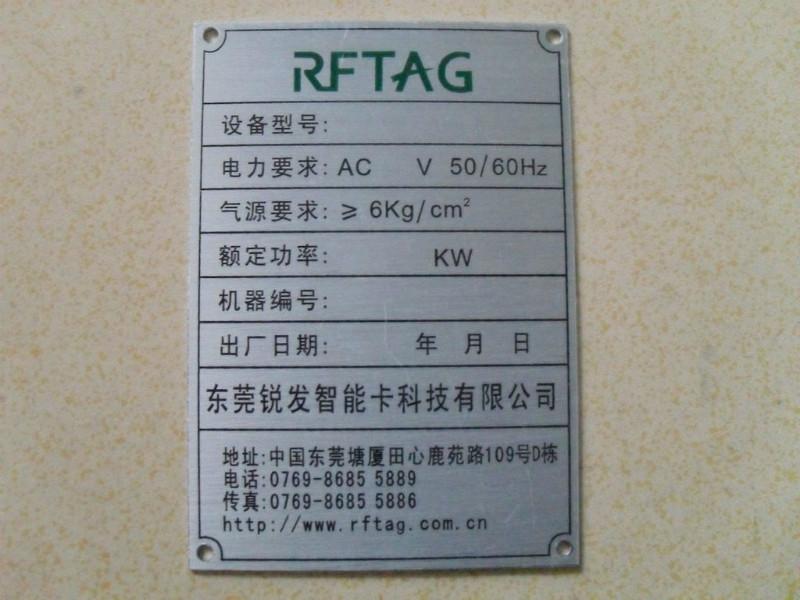 RFTAG
设备型号:
电力要求: AC V 50/60Hz
气源要求: ≥ 6Kg/cm²
额定功率: KW
机器编号:
出厂日期: 年 月 日
东莞锐发智能卡科技有限公司
地址:中国东莞塘厦田心鹿苑路109号D栋
电话:0769-8685 5889
传真:0769-8685 5886
http://www.rftag.com.cn